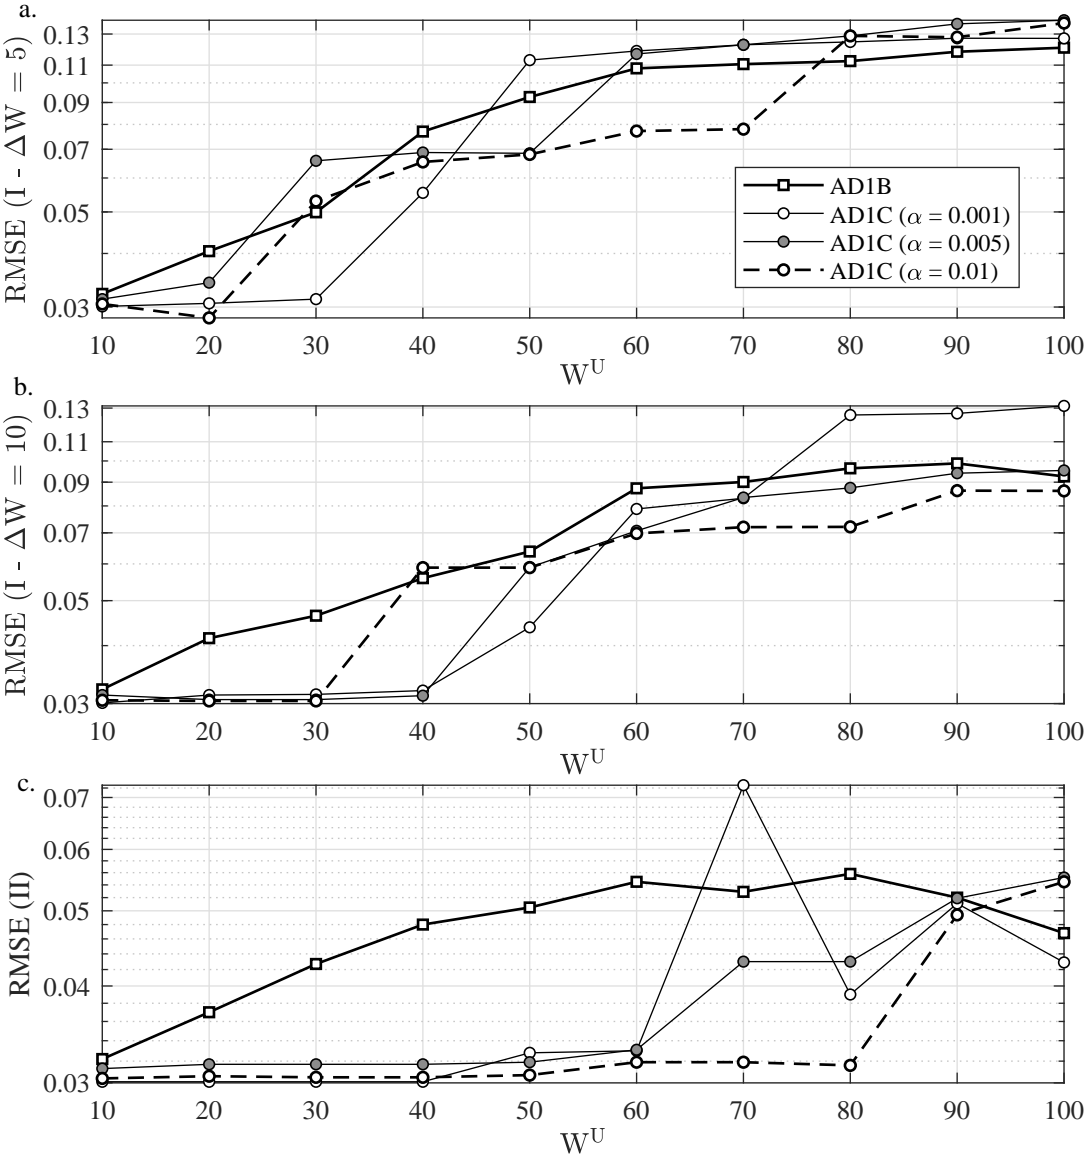 a.
RMSE (I - ΔW = 5)
0.13
0.11
0.09
0.07
0.05
0.03
AD1B
AD1C (α = 0.001)
AD1C (α = 0.005)
AD1C (α = 0.01)
10 20 30 40 50 60 70 80 90 100
W^U
b.
RMSE (I - ΔW = 10)
0.13
0.11
0.09
0.07
0.05
0.03
10 20 30 40 50 60 70 80 90 100
W^U
c.
RMSE (II)
0.07
0.06
0.05
0.04
0.03
10 20 30 40 50 60 70 80 90 100
W^U